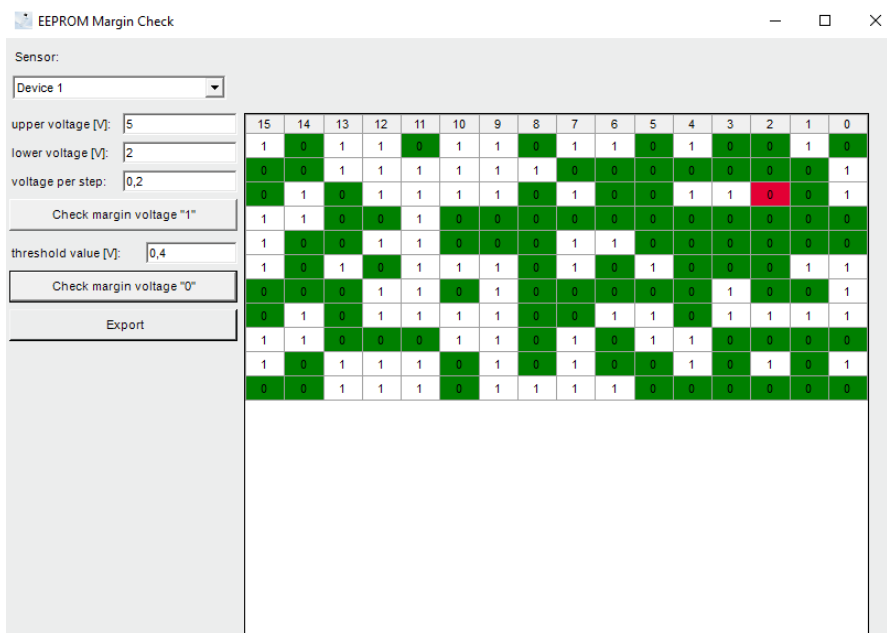 EEPROM Margin Check
Sensor:
Device 1
upper voltage [V]: 5
lower voltage [V]: 2
voltage per step: 0,2
Check margin voltage "1"
threshold value [V]: 0,4
Check margin voltage "0"
Export
15 14 13 12 11 10 9 8 7 6 5 4 3 2 1 0
1 0 1 1 0 1 1 0 1 1 0 1 0 0 1 0
0 0 1 1 1 1 1 1 0 0 0 0 0 0 0 1
0 1 0 1 1 1 1 0 1 0 0 1 1 0 0 1
1 1 0 0 1 0 0 0 0 0 0 0 0 0 0 0
1 0 0 1 1 0 0 0 1 1 0 0 0 0 0 0
1 0 1 0 1 1 1 0 1 0 1 0 0 0 1 1
0 0 0 1 1 0 1 0 0 0 0 0 1 0 0 1
0 1 0 1 1 1 1 0 0 1 1 0 1 1 1 1
1 1 0 0 0 1 1 0 1 0 1 1 0 0 0 0
1 0 1 1 1 0 1 0 1 0 0 1 0 1 0 1
0 0 1 1 1 0 1 1 1 1 0 0 0 0 0 0